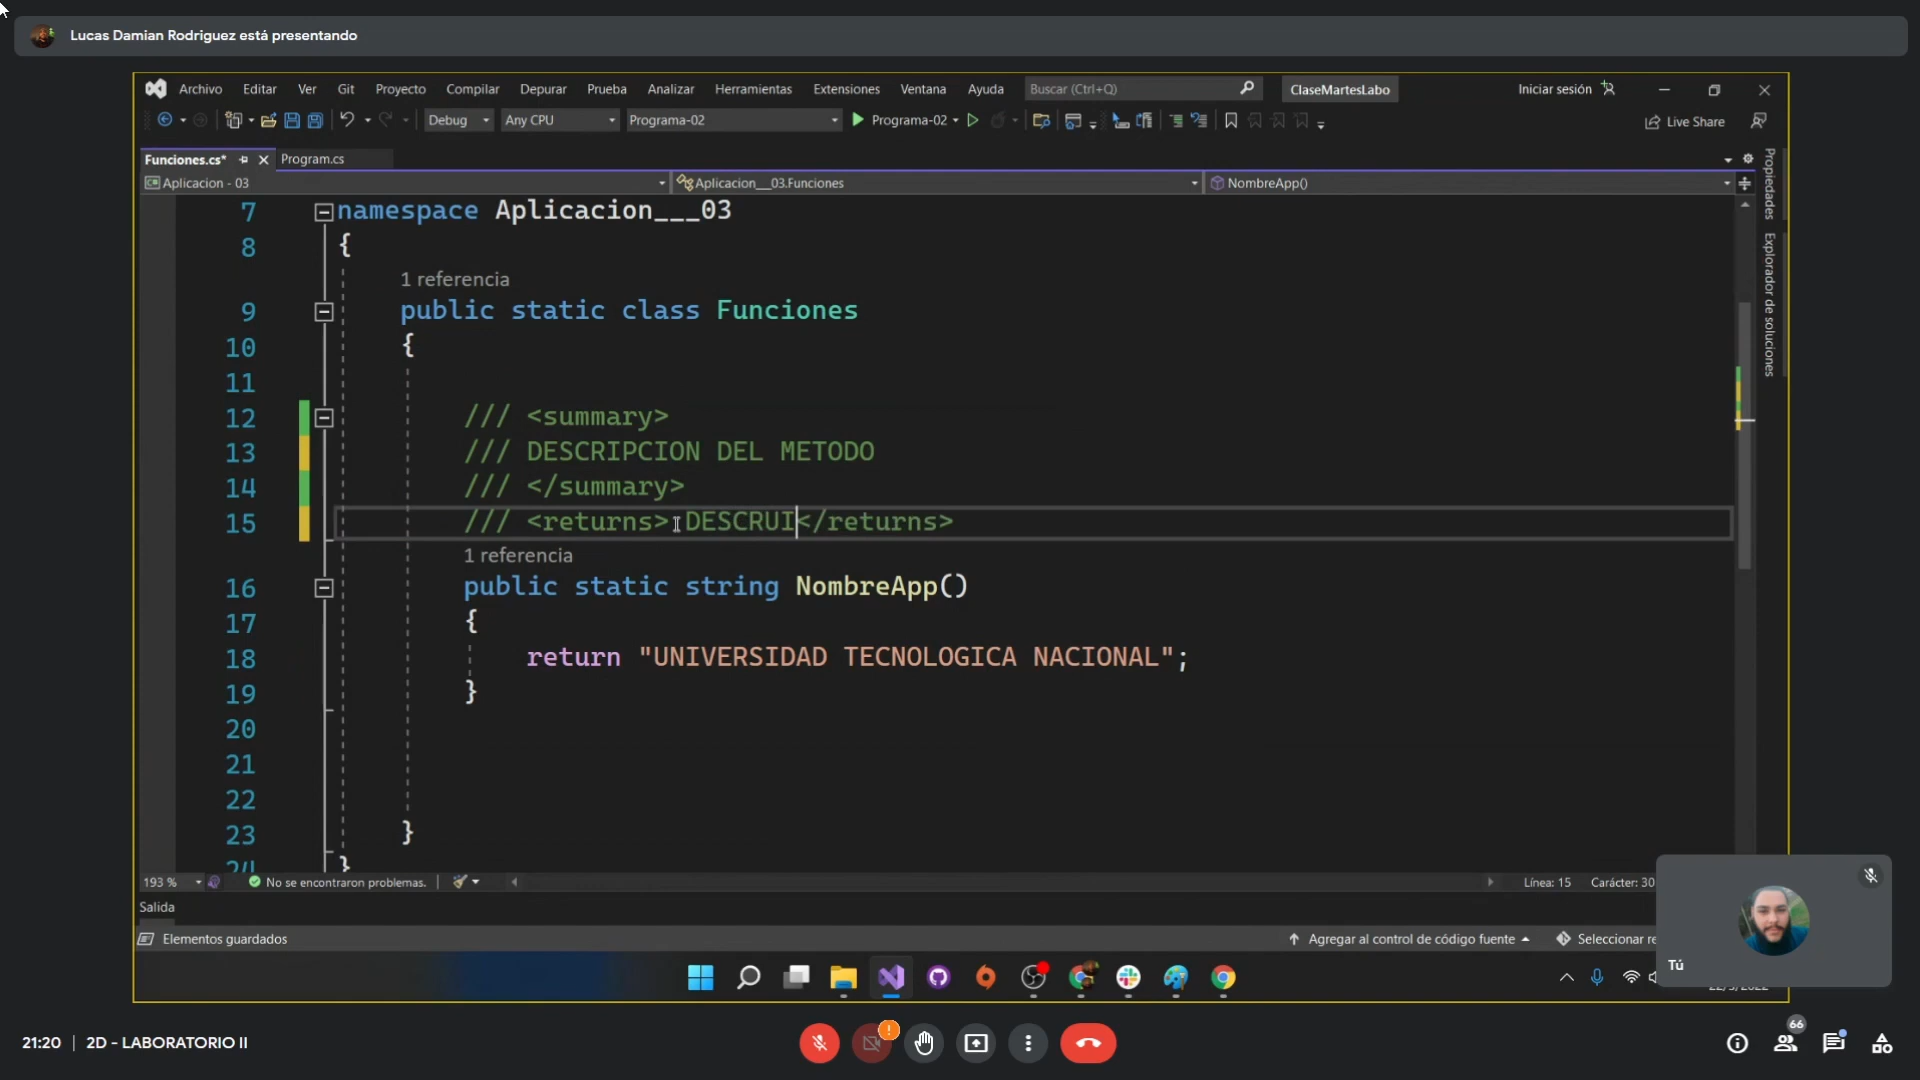 Lucas Damian Rodriguez está presentando
Archivo Editar Ver Git Proyecto Compilar Depurar Prueba Analizar Herramientas Extensiones Ventana Ayuda Buscar (Ctrl+Q) ClaseMartesLabo Iniciar sesión
Debug Any CPU Programa-02 Programa-02 Live Share
Funciones.cs* Program.cs
Aplicacion - 03 Aplicacion___03.Funciones NombreApp()
Propiedades
Explorador de soluciones
7 namespace Aplicacion___03
8 {
1 referencia
9 public static class Funciones
10 {
11
12 /// <summary>
13 /// DESCRIPCION DEL METODO
14 /// </summary>
15 /// <returns> DESCRUI</returns>
1 referencia
16 public static string NombreApp()
17 {
18 return "UNIVERSIDAD TECNOLOGICA NACIONAL";
19 }
20
21
22
23 }
24 }
193 % No se encontraron problemas. Línea: 15 Carácter: 30
Salida
Elementos guardados Agregar al control de código fuente Seleccionar re
Tú
21:20 | 2D - LABORATORIO II
66